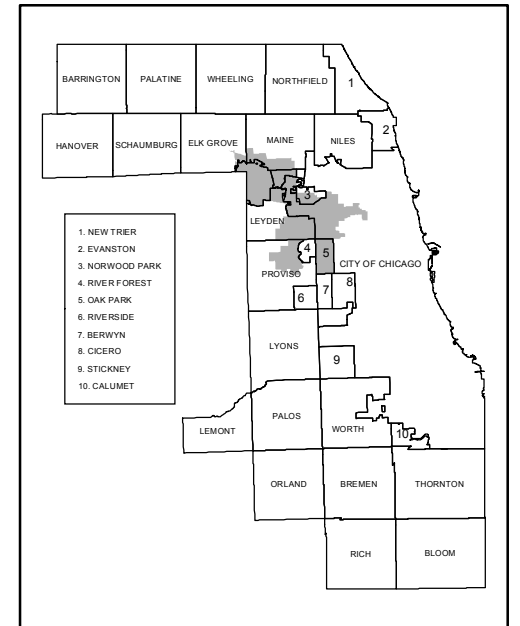 BARRINGTON PALATINE WHEELING NORTHFIELD 1
2
HANOVER SCHAUMBURG ELK GROVE MAINE NILES
3
LEYDEN
1. NEW TRIER
2. EVANSTON
3. NORWOOD PARK
4. RIVER FOREST
5. OAK PARK
6. RIVERSIDE
7. BERWYN
8. CICERO
9. STICKNEY
10. CALUMET
4 5 CITY OF CHICAGO
PROVISO
6 7 8
LYONS
9
PALOS
LEMONT WORTH 10
ORLAND BREMEN THORNTON
RICH BLOOM